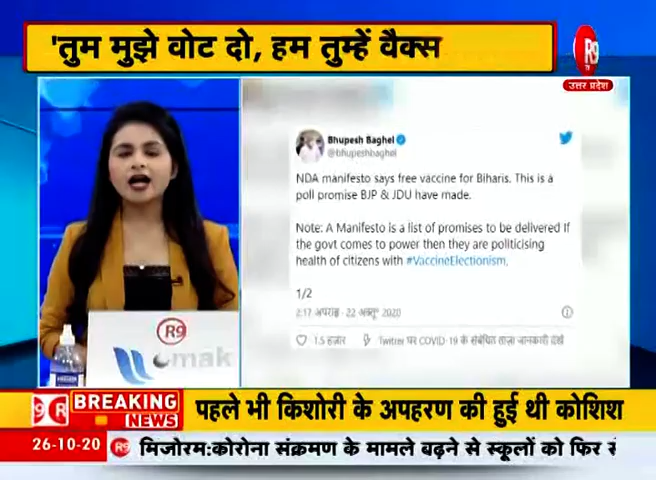 'तुम मुझे वोट दो, हम तुम्हें वैक्स
R9
उत्तर प्रदेश
Bhupesh Baghel
@bhupeshbaghel
NDA manifesto says free vaccine for Biharis. This is a
poll promise BJP & JDU have made.
Note: A Manifesto is a list of promises to be delivered If
the govt comes to power then they are politicising
health of citizens with #VaccineElectionism.
1/2
2:17 अपराह्न · 22 अक्टू॰ 2020
1.5 हज़ार
Twitter पर COVID-19 के संबंधित ताज़ा जानकारी देखें
R9
mak
9 R
BREAKING
NEWS
पहले भी किशोरी के अपहरण की हुई थी कोशिश
26-10-20
R9
मिजोरम:कोरोना संक्रमण के मामले बढ़ने से स्कूलों को फिर